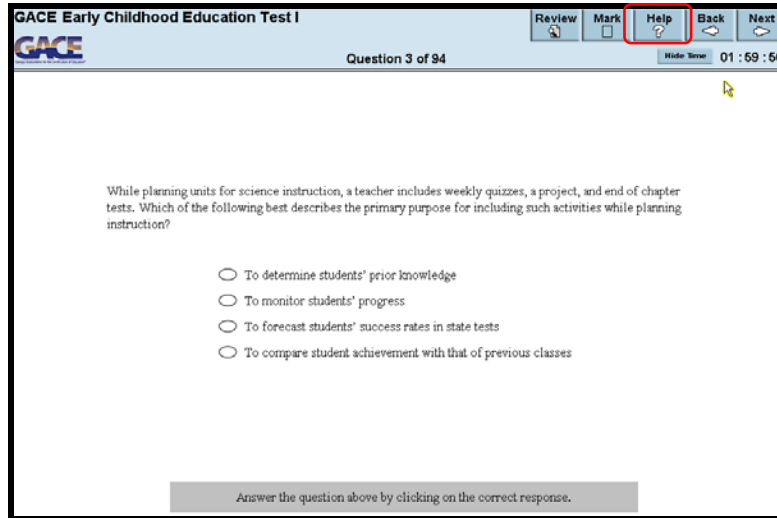 GACE Early Childhood Education Test I
Review Mark Help Back Next
GACE
Question 3 of 94
Hide Time 01 : 59 : 5
While planning units for science instruction, a teacher includes weekly quizzes, a project, and end of chapter
tests. Which of the following best describes the primary purpose for including such activities while planning
instruction?
To determine students' prior knowledge
To monitor students' progress
To forecast students' success rates in state tests
To compare student achievement with that of previous classes
Answer the question above by clicking on the correct response.